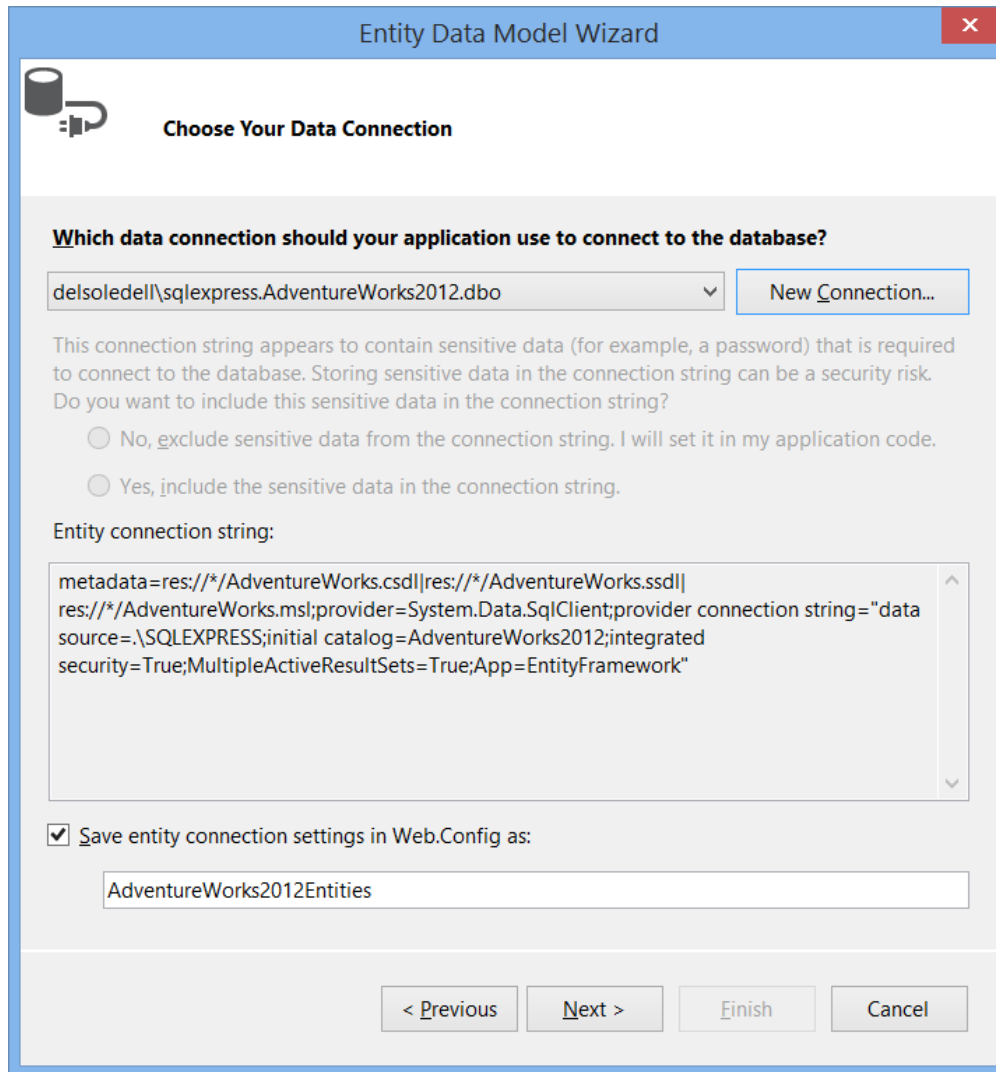 Entity Data Model Wizard
Choose Your Data Connection
Which data connection should your application use to connect to the database?
delsoledell\sqlexpress.AdventureWorks2012.dbo
New Connection...
This connection string appears to contain sensitive data (for example, a password) that is required
to connect to the database. Storing sensitive data in the connection string can be a security risk.
Do you want to include this sensitive data in the connection string?
No, exclude sensitive data from the connection string. I will set it in my application code.
Yes, include the sensitive data in the connection string.
Entity connection string:
metadata=res://*/AdventureWorks.csdl|res://*/AdventureWorks.ssdl|
res://*/AdventureWorks.msl;provider=System.Data.SqlClient;provider connection string="data
source=.\SQLEXPRESS;initial catalog=AdventureWorks2012;integrated
security=True;MultipleActiveResultSets=True;App=EntityFramework"
Save entity connection settings in Web.Config as:
AdventureWorks2012Entities
< Previous
Next >
Finish
Cancel